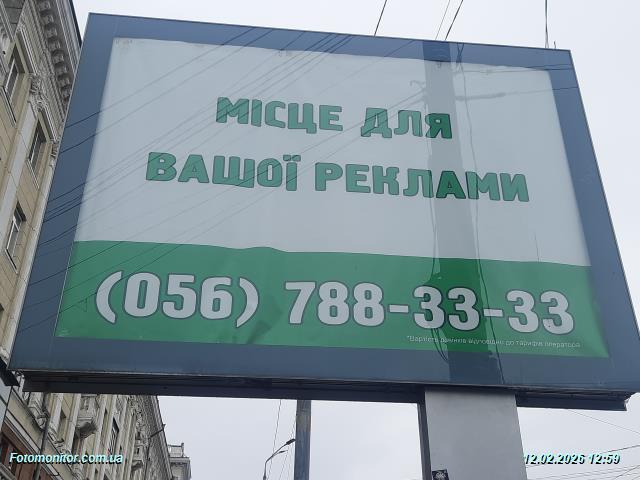 МІСЦЕ ДЛЯ
ВАШОЇ РЕКЛАМИ
(056) 788-33-33
*Вартість дзвінків відповідно до тарифів оператора
Fotomonitor.com.ua
12.02.2026 12:59